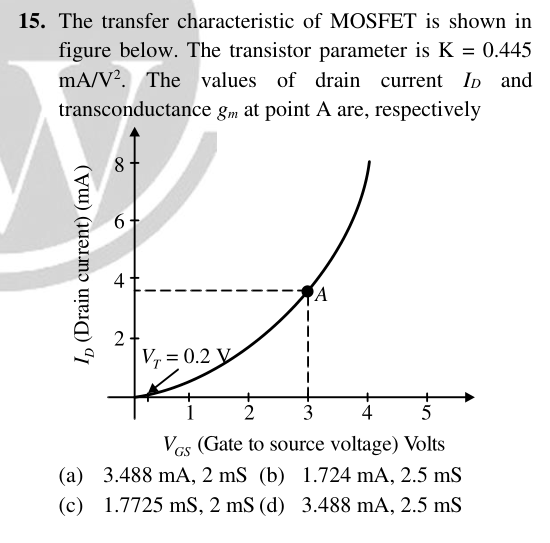 15. The transfer characteristic of MOSFET is shown in
figure below. The transistor parameter is K = 0.445
mA/V². The values of drain current I_D and
transconductance g_m at point A are, respectively
8
6
4
2
I_D (Drain current) (mA)
A
V_T = 0.2 V
1 2 3 4 5
V_GS (Gate to source voltage) Volts
(a) 3.488 mA, 2 mS (b) 1.724 mA, 2.5 mS
(c) 1.7725 mS, 2 mS (d) 3.488 mA, 2.5 mS